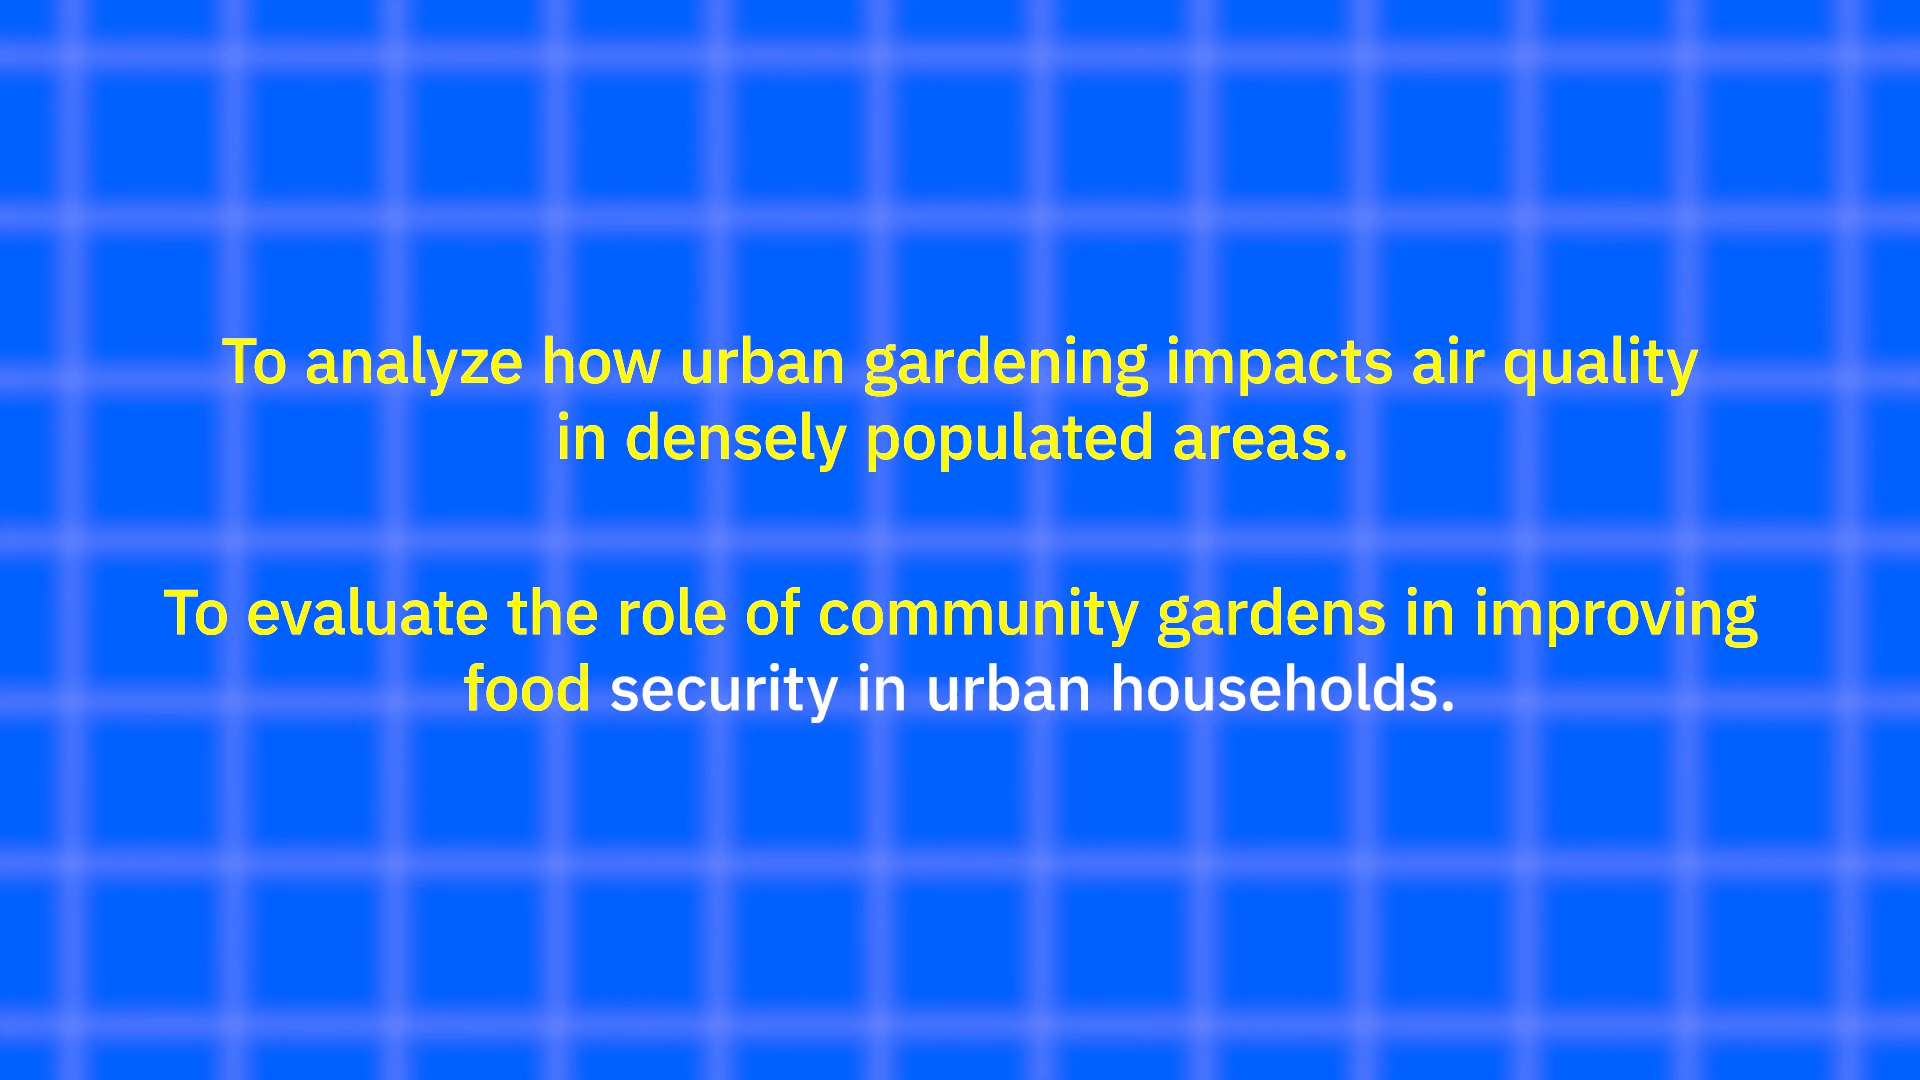 To analyze how urban gardening impacts air quality
in densely populated areas.
To evaluate the role of community gardens in improving
food security in urban households.